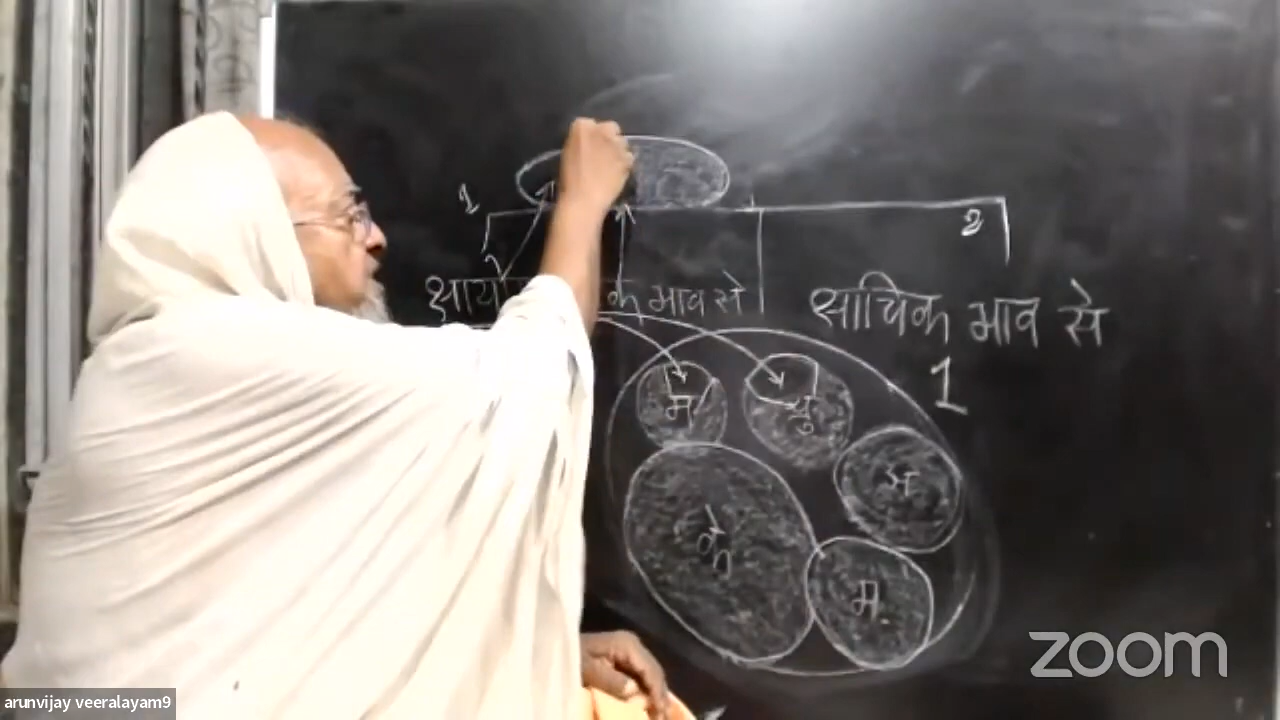 1
2
क भाव से
क्षायिक भाव से
1
म
यु
अ
के
म
zoom
arunvijay veeralayam9